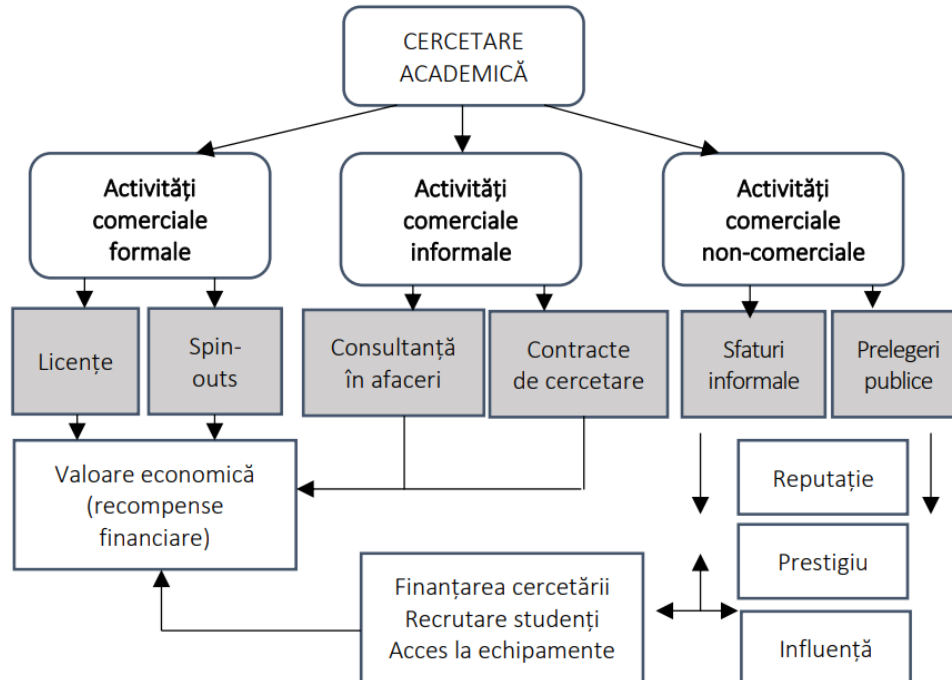 CERCETARE
ACADEMICĂ
Activități
comerciale
formale
Activități
comerciale
informale
Activități
comerciale
non-comerciale
Licențe
Spin-
outs
Consultanță
în afaceri
Contracte
de cercetare
Sfaturi
informale
Prelegeri
publice
Valoare economică
(recompense
financiare)
Reputație
Prestigiu
Influență
Finanțarea cercetării
Recrutare studenți
Acces la echipamente